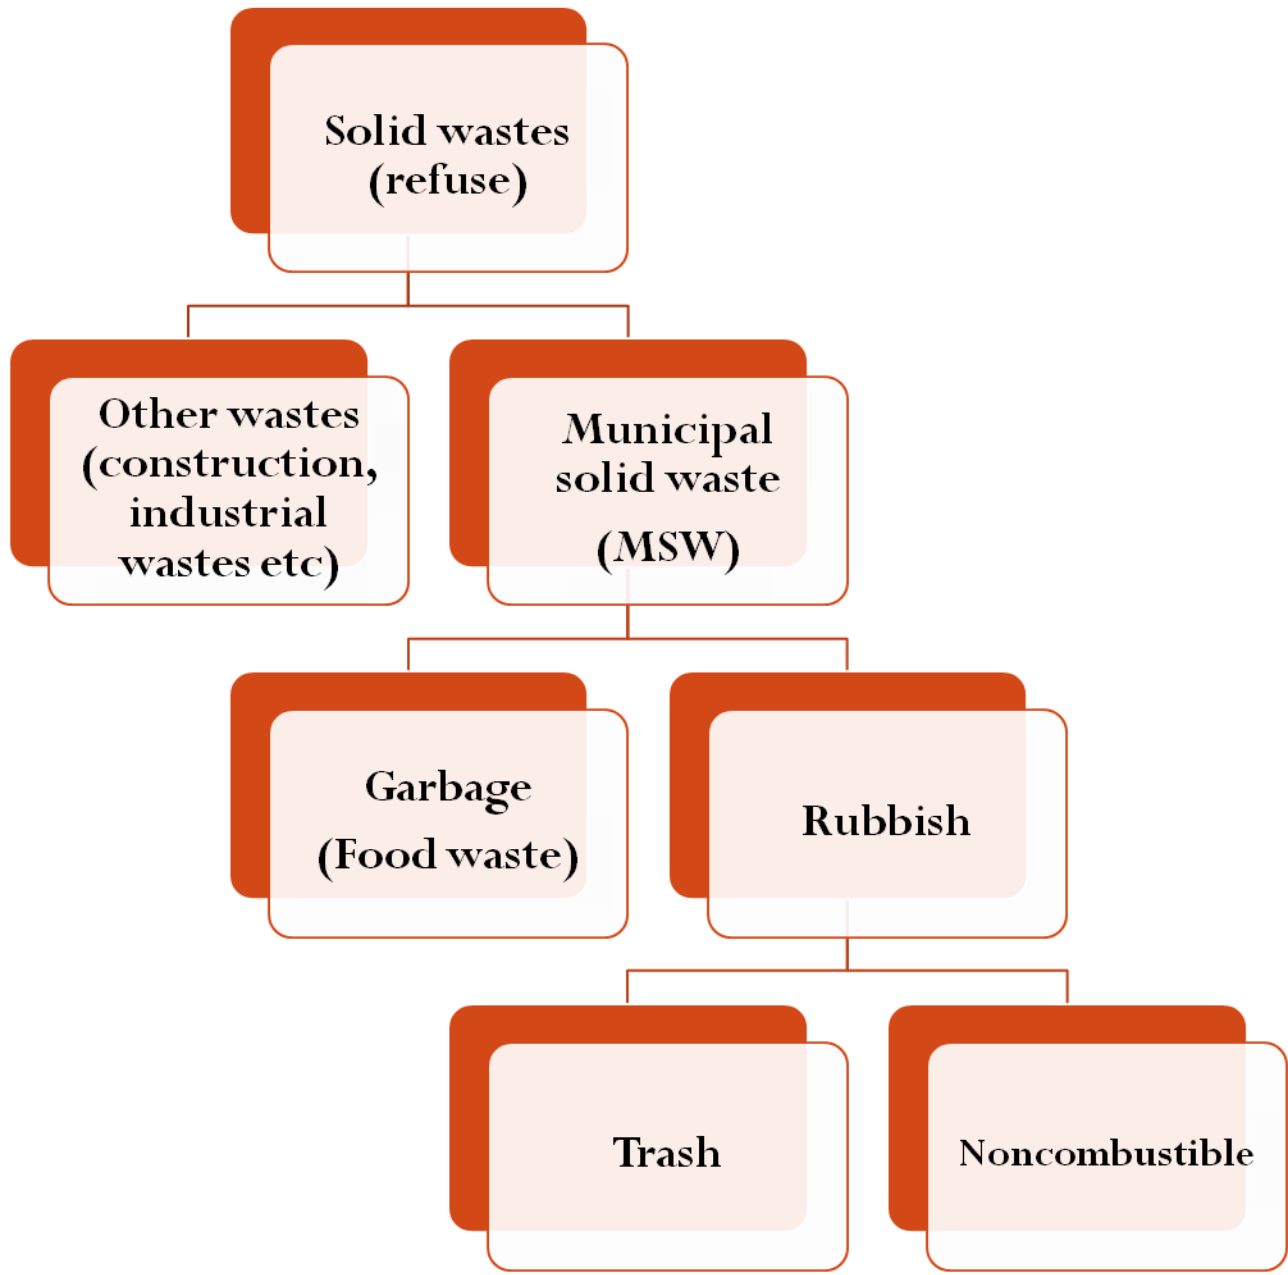 Solid wastes
(refuse)
Other wastes
(construction,
industrial
wastes etc)
Municipal
solid waste
(MSW)
Garbage
(Food waste)
Rubbish
Trash
Noncombustible